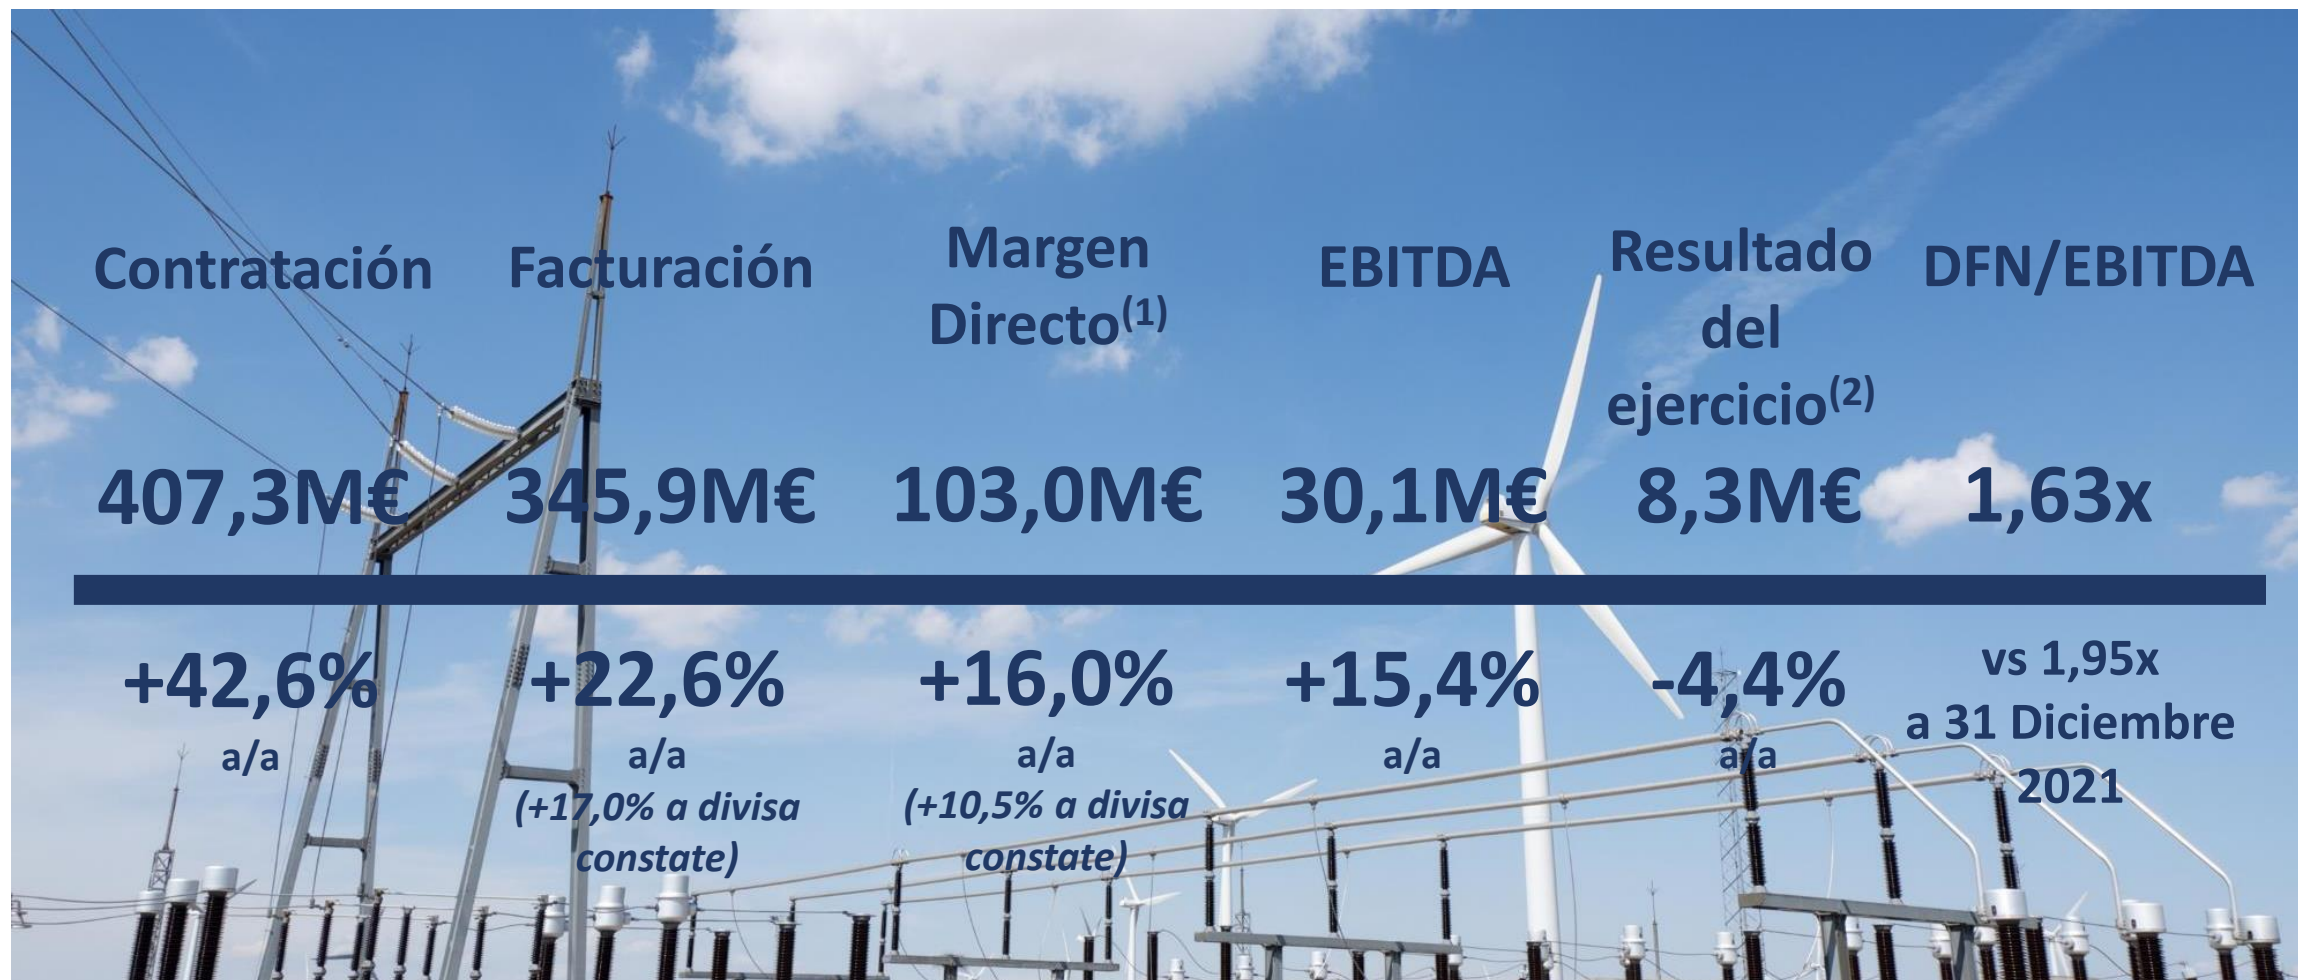 Contratación
407,3M€
+42,6%
a/a
Facturación
345,9M€
+22,6%
a/a
(+17,0% a divisa
constate)
Margen
Directo(1)
103,0M€
+16,0%
a/a
(+10,5% a divisa
constate)
EBITDA
30,1M€
+15,4%
a/a
Resultado
del
ejercicio(2)
8,3M€
-4,4%
a/a
DFN/EBITDA
1,63x
vs 1,95x
a 31 Diciembre
2021